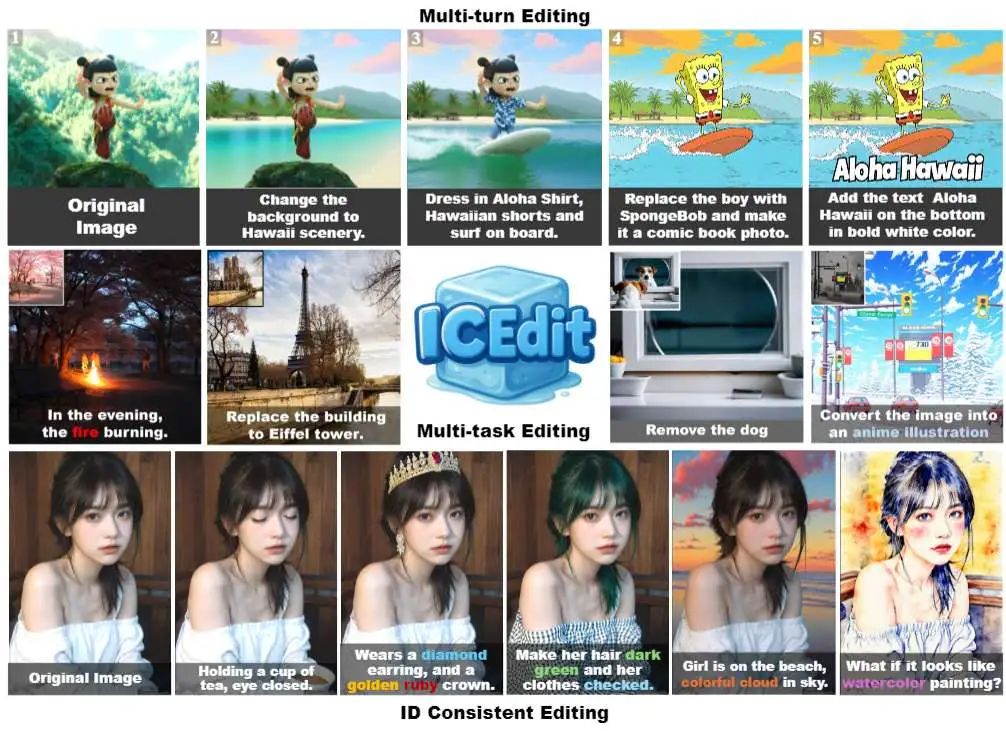 Multi-turn Editing
1
2
3
4
5
Aloha Hawaii
Original
Image
Change the
background to
Hawaii scenery.
Dress in Aloha Shirt,
Hawaiian shorts and
surf on board.
Replace the boy with
SpongeBob and make
it a comic book photo.
Add the text Aloha
Hawaii on the bottom
in bold white color.
In the evening,
the fire burning.
Replace the building
to Eiffel tower.
ICEdit
Multi-task Editing
Remove the dog
730
Convert the image into
an anime illustration
Original Image
Holding a cup of
tea, eye closed.
Wears a diamond
earring, and a
golden ruby crown.
Make her hair dark
green and her
clothes checked.
Girl is on the beach,
colorful cloud in sky.
What if it looks like
watercolor painting?
ID Consistent Editing